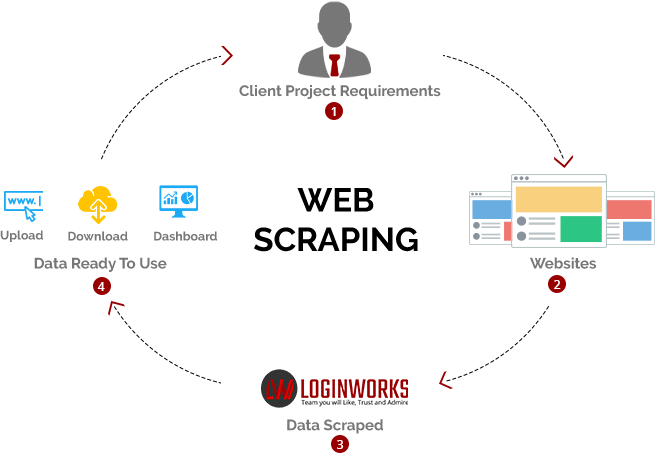 Client Project Requirements
1
WEB
SCRAPING
www.
Upload
Download
Dashboard
Data Ready To Use
4
Websites
2
LOGINWORKS
Team you will Like, Trust and Admire
Data Scraped
3